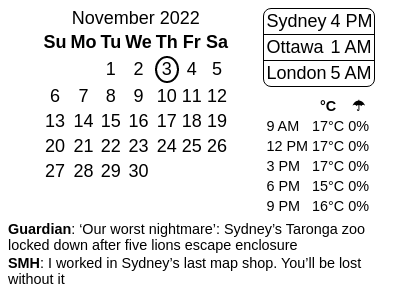 November 2022
Su Mo Tu We Th Fr Sa
1 2 3 4 5
6 7 8 9 10 11 12
13 14 15 16 17 18 19
20 21 22 23 24 25 26
27 28 29 30
Sydney 4 PM
Ottawa 1 AM
London 5 AM
°C ☂
9 AM 17°C 0%
12 PM 17°C 0%
3 PM 17°C 0%
6 PM 15°C 0%
9 PM 16°C 0%
Guardian: ‘Our worst nightmare’: Sydney’s Taronga zoo
locked down after five lions escape enclosure
SMH: I worked in Sydney’s last map shop. You’ll be lost
without it